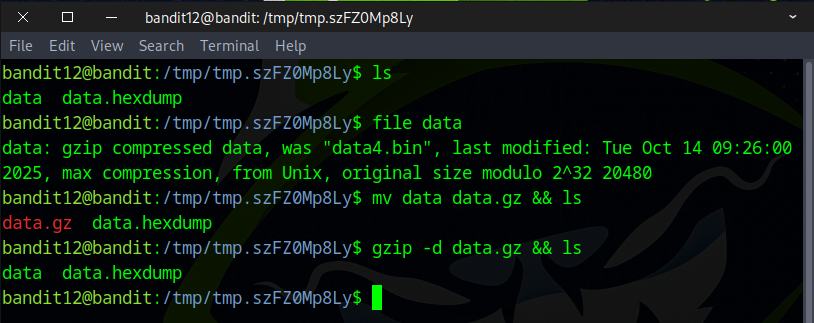 bandit12@bandit: /tmp/tmp.szFZ0Mp8Ly
File Edit View Search Terminal Help
bandit12@bandit:/tmp/tmp.szFZ0Mp8Ly$ ls
data  data.hexdump
bandit12@bandit:/tmp/tmp.szFZ0Mp8Ly$ file data
data: gzip compressed data, was "data4.bin", last modified: Tue Oct 14 09:26:00
2025, max compression, from Unix, original size modulo 2^32 20480
bandit12@bandit:/tmp/tmp.szFZ0Mp8Ly$ mv data data.gz && ls
data.gz  data.hexdump
bandit12@bandit:/tmp/tmp.szFZ0Mp8Ly$ gzip -d data.gz && ls
data  data.hexdump
bandit12@bandit:/tmp/tmp.szFZ0Mp8Ly$